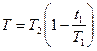 T = T₂(1 − t₁/T₁)